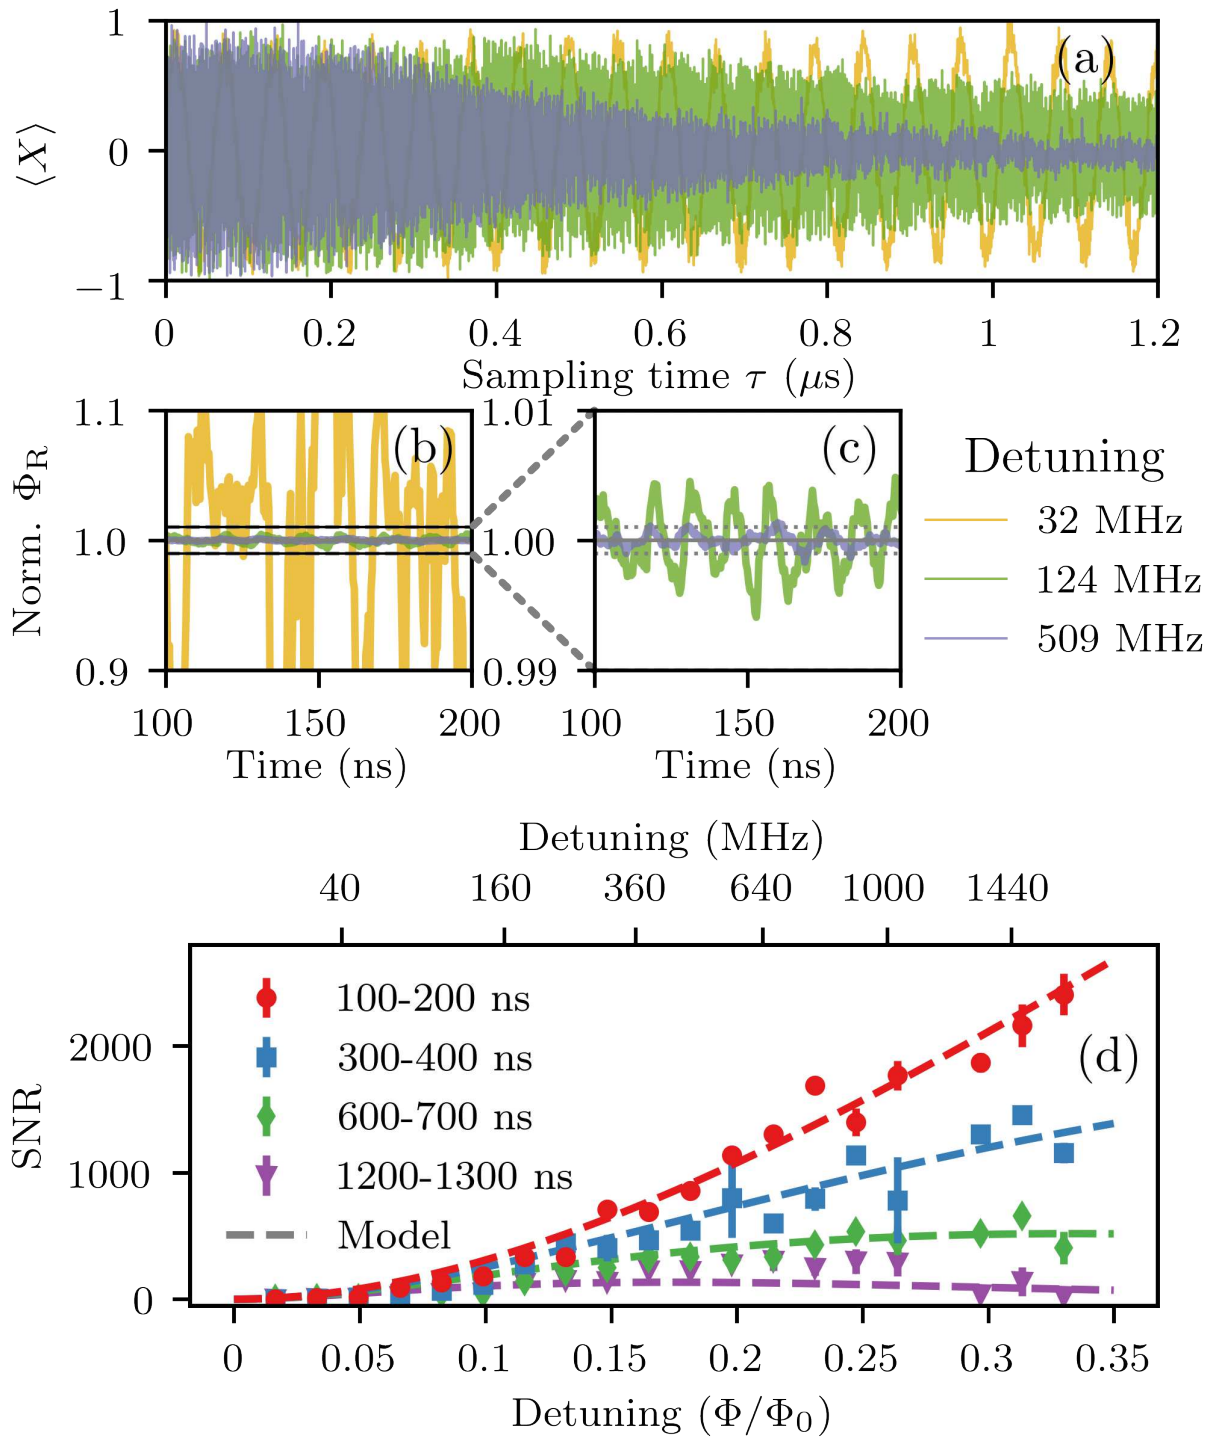 1
0
−1
⟨X⟩
(a)
0 0.2 0.4 0.6 0.8 1 1.2
Sampling time τ (μs)
1.1
1.0
0.9
Norm. Φ_R
(b)
100 150 200
Time (ns)
1.01
1.00
0.99
(c)
100 150 200
Time (ns)
Detuning
32 MHz
124 MHz
509 MHz
Detuning (MHz)
40 160 360 640 1000 1440
2000
1000
0
SNR
100-200 ns
300-400 ns
600-700 ns
1200-1300 ns
Model
(d)
0 0.05 0.1 0.15 0.2 0.25 0.3 0.35
Detuning (Φ/Φ₀)